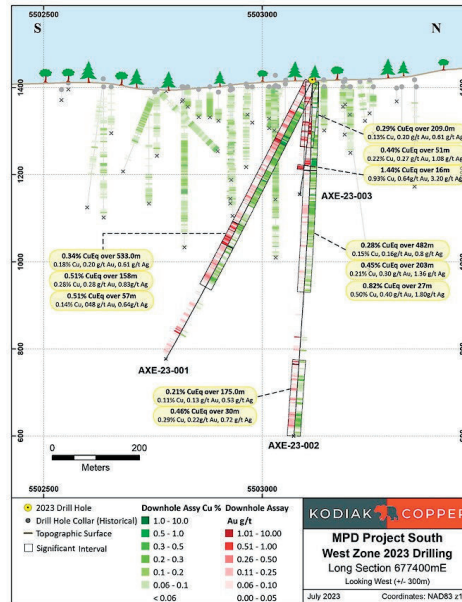 5502500
5503000
S
N
1400
1200
1000
800
600
0.29% CuEq over 209.0m
0.13% Cu, 0.20 g/t Au, 0.61 g/t Ag
0.44% CuEq over 51m
0.22% Cu, 0.27 g/t Au, 1.08 g/t Ag
1.44% CuEq over 16m
0.93% Cu, 0.64g/t Au, 3.20 g/t Ag
AXE-23-003
0.34% CuEq over 533.0m
0.18% Cu, 0.20 g/t Au, 0.61 g/t Ag
0.51% CuEq over 158m
0.28% Cu, 0.28 g/t Au, 0.83g/t Ag
0.51% CuEq over 57m
0.14% Cu, 048 g/t Au, 0.64g/t Ag
0.28% CuEq over 482m
0.15% Cu, 0.16g/t Au, 0.8 g/t Ag
0.45% CuEq over 203m
0.21% Cu, 0.30 g/t Au, 1.36 g/t Ag
0.82% CuEq over 27m
0.50% Cu, 0.40 g/t Au, 1.80g/t Ag
AXE-23-001
0.21% CuEq over 175.0m
0.11% Cu, 0.13 g/t Au, 0.53 g/t Ag
0.46% CuEq over 30m
0.29% Cu, 0.22g/t Au, 0.72 g/t Ag
AXE-23-002
0
200
Meters
5502500
5503000
2023 Drill Hole
Drill Hole Collar (Historical)
Topographic Surface
Significant Interval
Downhole Assy Cu %
1.0 - 10.0
0.5 - 1.0
0.3 - 0.5
0.2 - 0.3
0.1 - 0.2
0.06 - 0.1
< 0.06
Downhole Assay
Au g/t
1.01 - 10.00
0.51 - 1.00
0.26 - 0.50
0.11 - 0.25
0.06 - 0.10
0.00 - 0.05
KODIAK COPPER
MPD Project South
West Zone 2023 Drilling
Long Section 677400mE
Looking West (+/- 300m)
July 2023
Coordinates: NAD83 z1